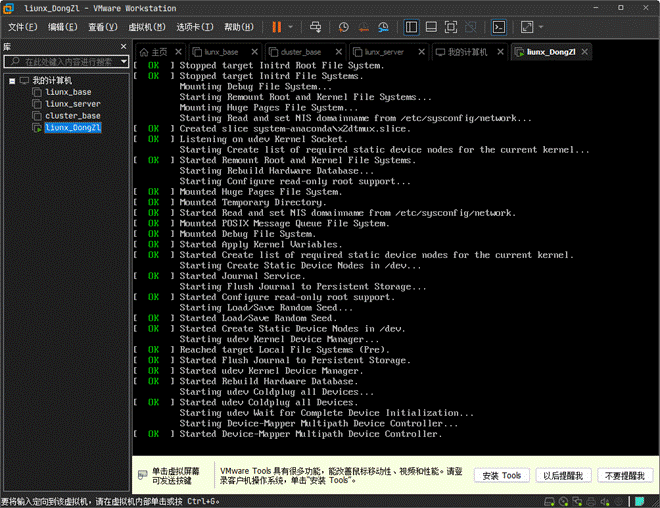 liunx_DongZl - VMware Workstation
文件(F) 编辑(E) 查看(V) 虚拟机(M) 选项卡(T) 帮助(H)
库
在此处键入内容进行搜索
我的计算机
liunx_base
liunx_server
cluster_base
liunx_DongZl
主页 liunx_base cluster_base liunx_server 我的计算机 liunx_DongZl
[ OK ] Stopped target Initrd Root File System.
[ OK ] Stopped target Initrd File Systems.
Mounting Debug File System...
Starting Remount Root and Kernel File Systems...
Mounting Huge Pages File System...
Starting Read and set NIS domainname from /etc/sysconfig/network...
[ OK ] Created slice system-anaconda\x2dtmux.slice.
[ OK ] Listening on udev Kernel Socket.
Starting Create list of required static device nodes for the current kernel...
[ OK ] Started Remount Root and Kernel File Systems.
Starting Rebuild Hardware Database...
Starting Configure read-only root support...
[ OK ] Mounted Huge Pages File System.
[ OK ] Mounted Temporary Directory.
[ OK ] Started Read and set NIS domainname from /etc/sysconfig/network.
[ OK ] Mounted POSIX Message Queue File System.
[ OK ] Mounted Debug File System.
[ OK ] Started Apply Kernel Variables.
[ OK ] Started Create list of required static device nodes for the current kernel.
Starting Create Static Device Nodes in /dev...
[ OK ] Started Journal Service.
Starting Flush Journal to Persistent Storage...
[ OK ] Started Configure read-only root support.
Starting Load/Save Random Seed...
[ OK ] Started Load/Save Random Seed.
[ OK ] Started Create Static Device Nodes in /dev.
Starting udev Kernel Device Manager...
[ OK ] Reached target Local File Systems (Pre).
[ OK ] Started Flush Journal to Persistent Storage.
[ OK ] Started udev Kernel Device Manager.
[ OK ] Started Rebuild Hardware Database.
Starting udev Coldplug all Devices...
[ OK ] Started udev Coldplug all Devices.
Starting udev Wait for Complete Device Initialization...
Starting Device-Mapper Multipath Device Controller...
[ OK ] Started Device-Mapper Multipath Device Controller.
单击虚拟屏幕
可发送按键
VMware Tools 具有很多功能，能改善鼠标移动性、视频和性能。请登
录客户机操作系统，单击“安装 Tools”。
安装 Tools 以后提醒我 不要提醒我
要将输入定向到该虚拟机，请在虚拟机内部单击或按 Ctrl+G。